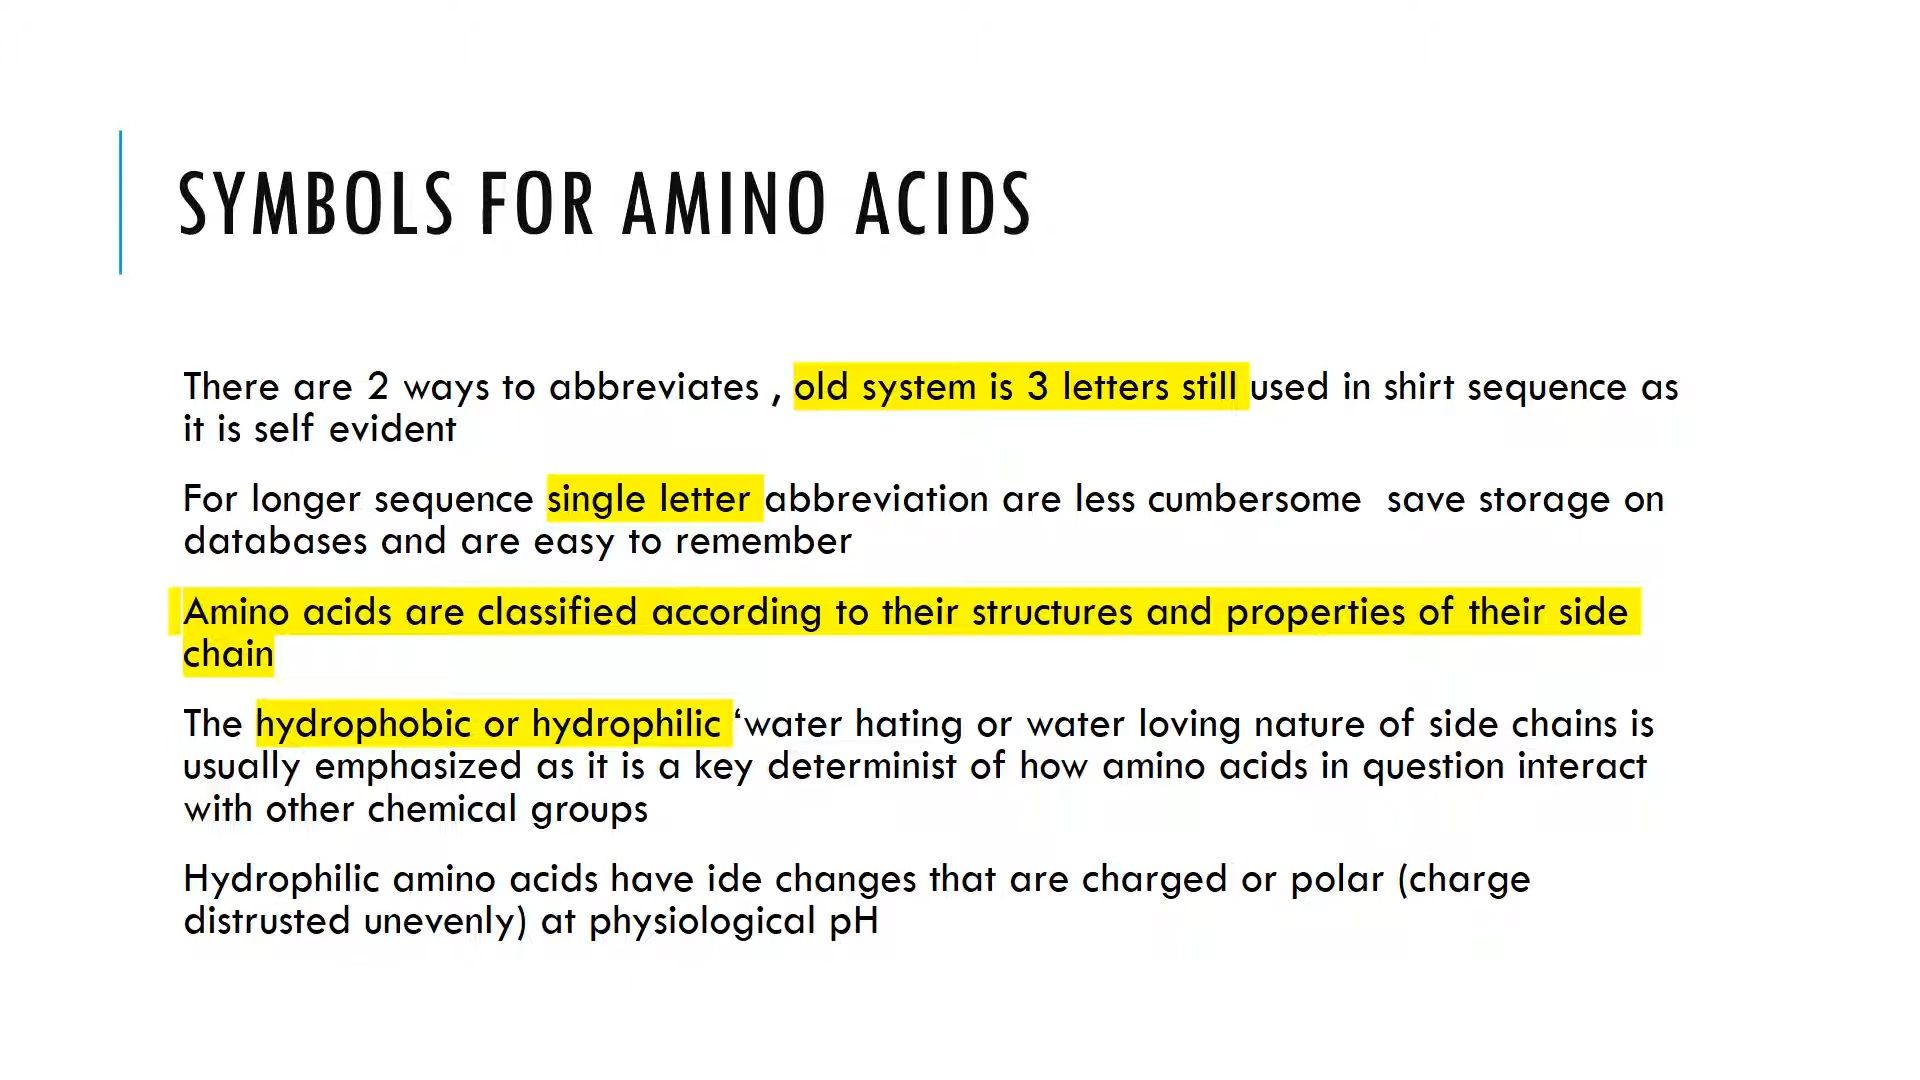 SYMBOLS FOR AMINO ACIDS
There are 2 ways to abbreviates , old system is 3 letters still used in shirt sequence as
it is self evident
For longer sequence single letter abbreviation are less cumbersome  save storage on
databases and are easy to remember
Amino acids are classified according to their structures and properties of their side
chain
The hydrophobic or hydrophilic ‘water hating or water loving nature of side chains is
usually emphasized as it is a key determinist of how amino acids in question interact
with other chemical groups
Hydrophilic amino acids have ide changes that are charged or polar (charge
distrusted unevenly) at physiological pH